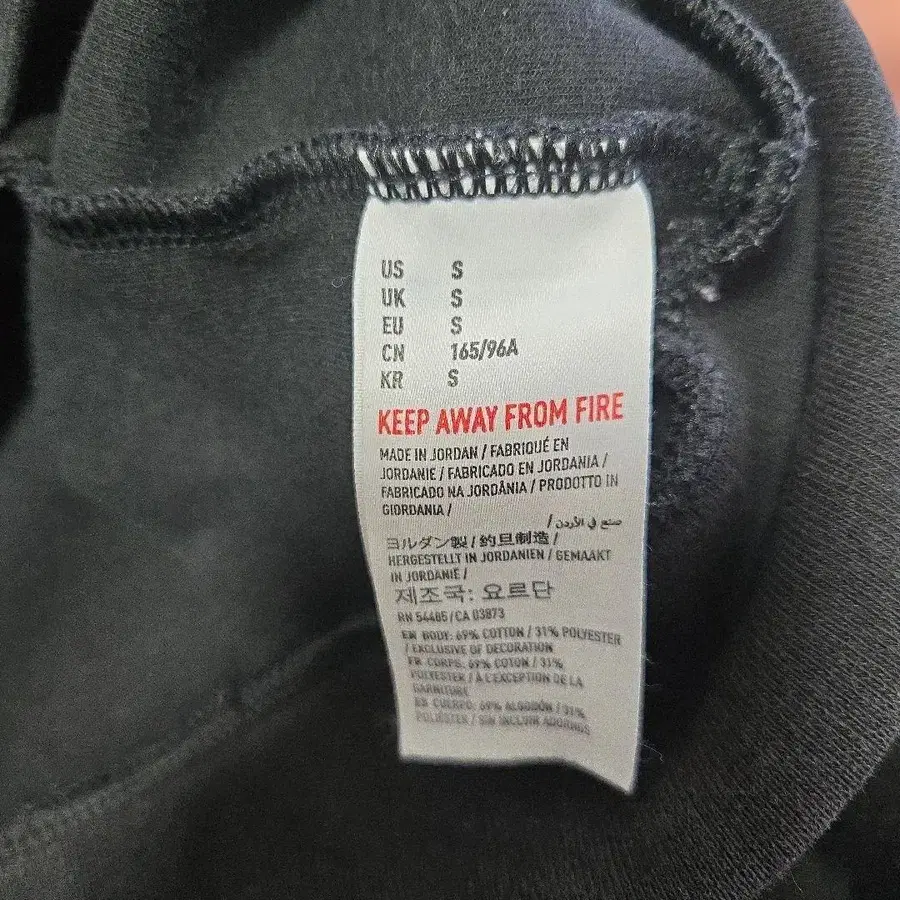 US S
UK S
EU S
CN 165/96A
KR S
KEEP AWAY FROM FIRE
MADE IN JORDAN / FABRIQUÉ EN
JORDANIE / FABRICADO EN JORDANIA /
FABRICADO NA JORDÂNIA / PRODOTTO IN
GIORDANIA /
صنع في الأردن /
ヨルダン製 / 约旦制造 /
HERGESTELLT IN JORDANIEN / GEMAAKT
IN JORDANIË /
제조국: 요르단
RN 54485 / CA 03873
EN BODY: 69% COTTON / 31% POLYESTER
/ EXCLUSIVE OF DECORATION
FR CORPS: 69% COTON / 31%
POLYESTER / À L'EXCEPTION DE LA
GARNITURE
ES CUERPO: 69% ALGODÓN / 31%
POLIÉSTER / SIN INCLUIR ADORNOS